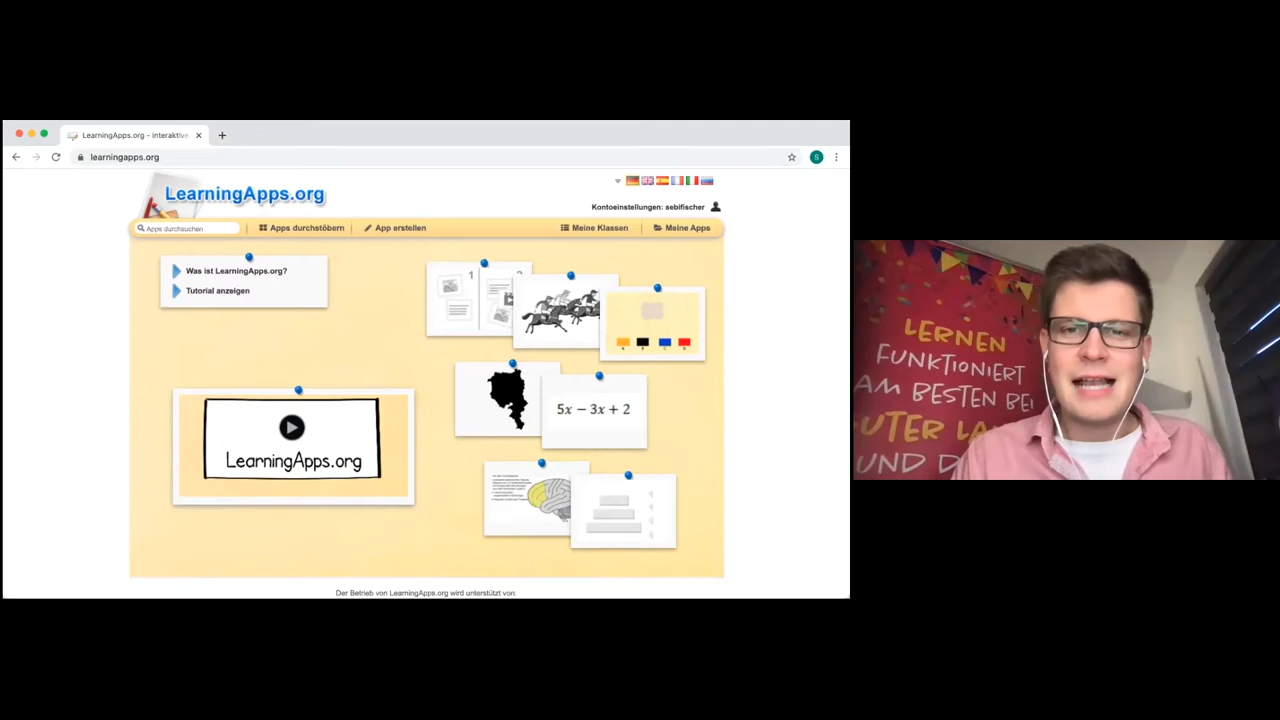 LearningApps.org - interaktive
learningapps.org
S
LearningApps.org
Kontoeinstellungen: sebifischer
Apps durchsuchen
Apps durchstöbern
App erstellen
Meine Klassen
Meine Apps
Was ist LearningApps.org?
Tutorial anzeigen
1
5x − 3x + 2
LearningApps.org
Der Betrieb von LearningApps.org wird unterstützt von:
LERNEN
FUNKTIONIERT
AM BESTEN BEI
UTER LA
UND D